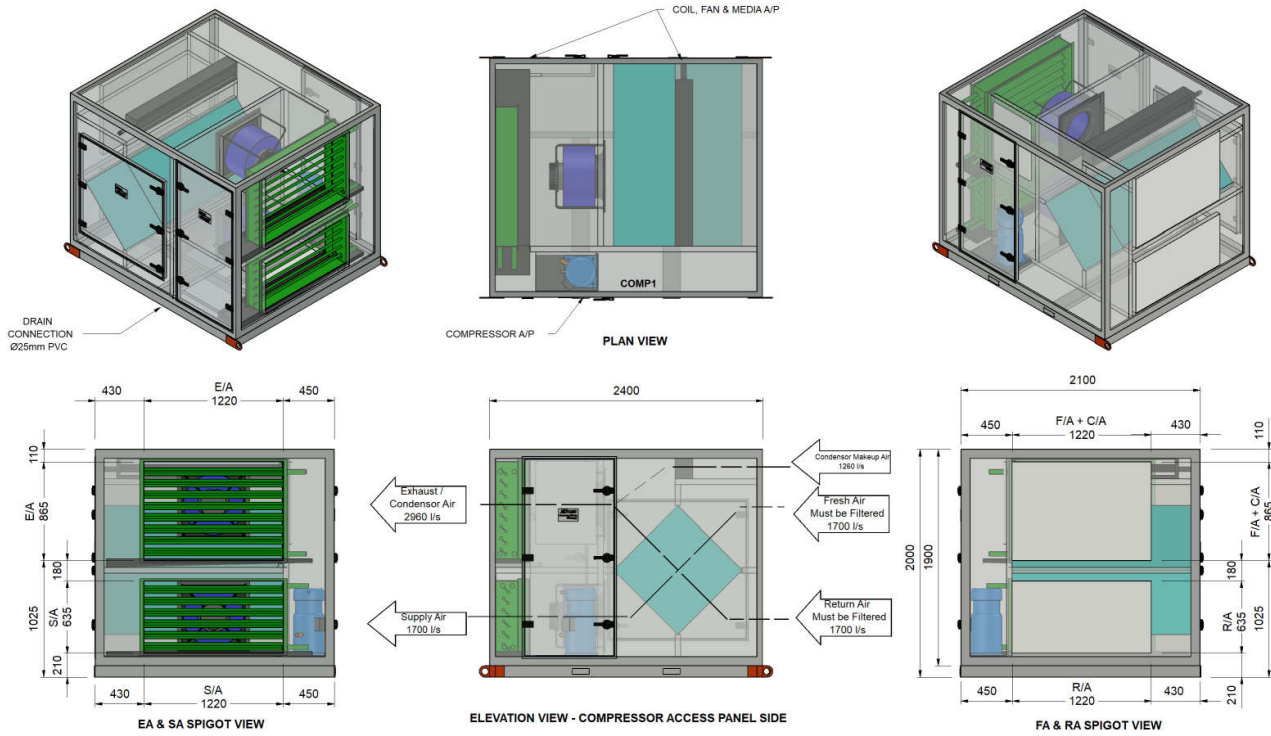 COIL, FAN & MEDIA A/P
COMP1
DRAIN
CONNECTION
Ø25mm PVC
COMPRESSOR A/P
PLAN VIEW
E/A
430
1220
450
110
E/A
865
180
1025
S/A
635
210
S/A
430
1220
450
EA & SA SPIGOT VIEW
2400
Condensor Makeup Air
1260 l/s
Exhaust /
Condensor Air
2960 l/s
Fresh Air
Must be Filtered
1700 l/s
Supply Air
1700 l/s
Return Air
Must be Filtered
1700 l/s
ELEVATION VIEW - COMPRESSOR ACCESS PANEL SIDE
2100
F/A + C/A
450
1220
430
110
F/A + C/A
865
2000
1900
180
R/A
635
1025
210
R/A
450
1220
430
FA & RA SPIGOT VIEW